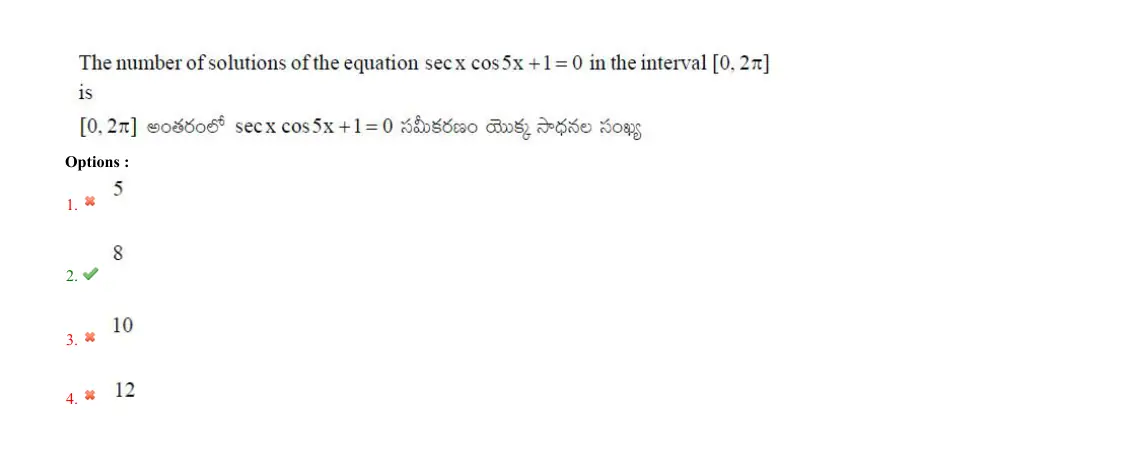 The number of solutions of the equation sec x cos 5x + 1 = 0 in the interval [0, 2π]
is
[0, 2π] అంతరంలో sec x cos 5x + 1 = 0 సమీకరణం యొక్క సాధనల సంఖ్య
Options :
1. ✖ 5
2. ✔ 8
3. ✖ 10
4. ✖ 12